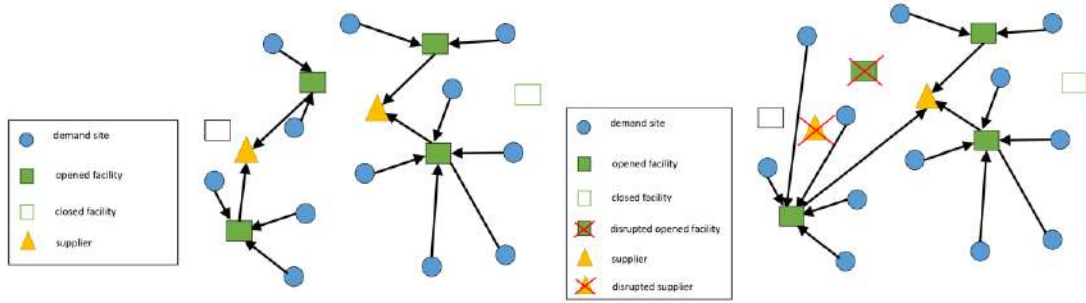 demand site
opened facility
closed facility
supplier
demand site
opened facility
closed facility
disrupted opened facility
supplier
disrupted supplier